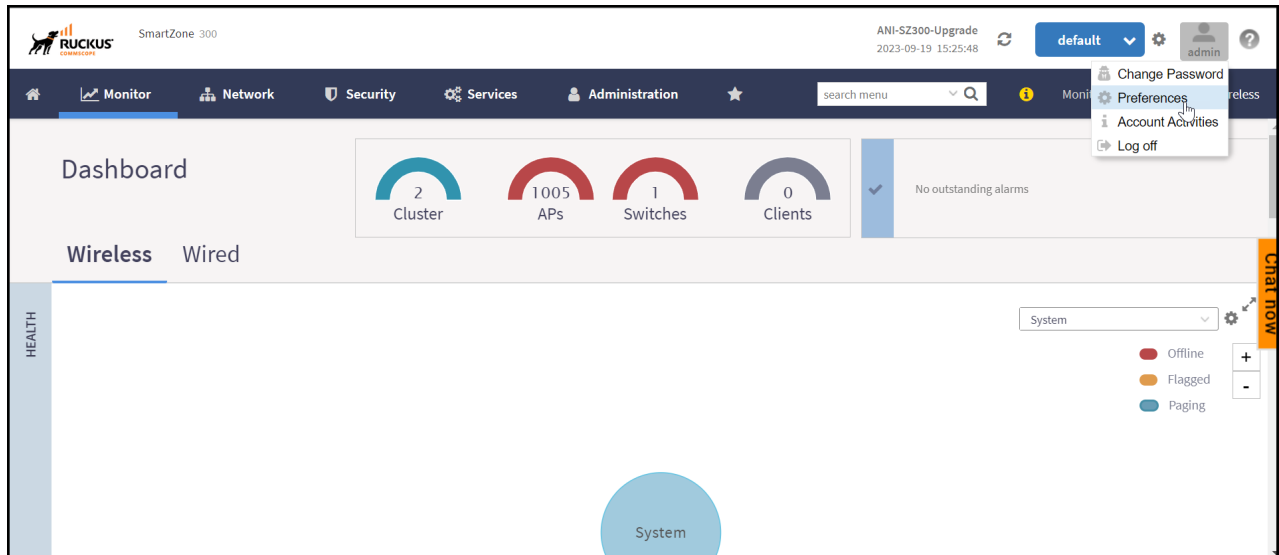 RUCKUS
COMMSCOPE
SmartZone 300
ANI-SZ300-Upgrade
2023-09-19 15:25:48
default
admin
Change Password
Preferences
Account Activities
Log off
Monitor
Network
Security
Services
Administration
search menu
Monit
reless
Dashboard
2
Cluster
1005
APs
1
Switches
0
Clients
No outstanding alarms
Wireless Wired
Chat now
HEALTH
System
Offline
Flagged
Paging
+
-
System